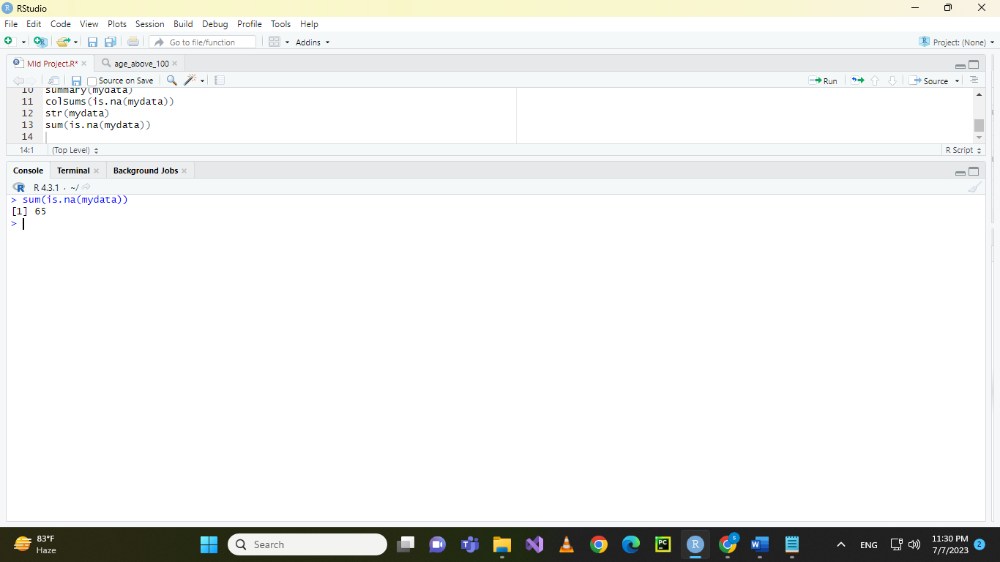 RStudio
File Edit Code View Plots Session Build Debug Profile Tools Help
Go to file/function Addins Project: (None)
MId Project.R* age_above_100
Source on Save Run Source
10 summary(mydata)
11 colSums(is.na(mydata))
12 str(mydata)
13 sum(is.na(mydata))
14
14:1 (Top Level) R Script
Console Terminal Background Jobs
R 4.3.1 · ~/
> sum(is.na(mydata))
[1] 65
>
83°F
Haze
Search
ENG
11:30 PM
7/7/2023
2